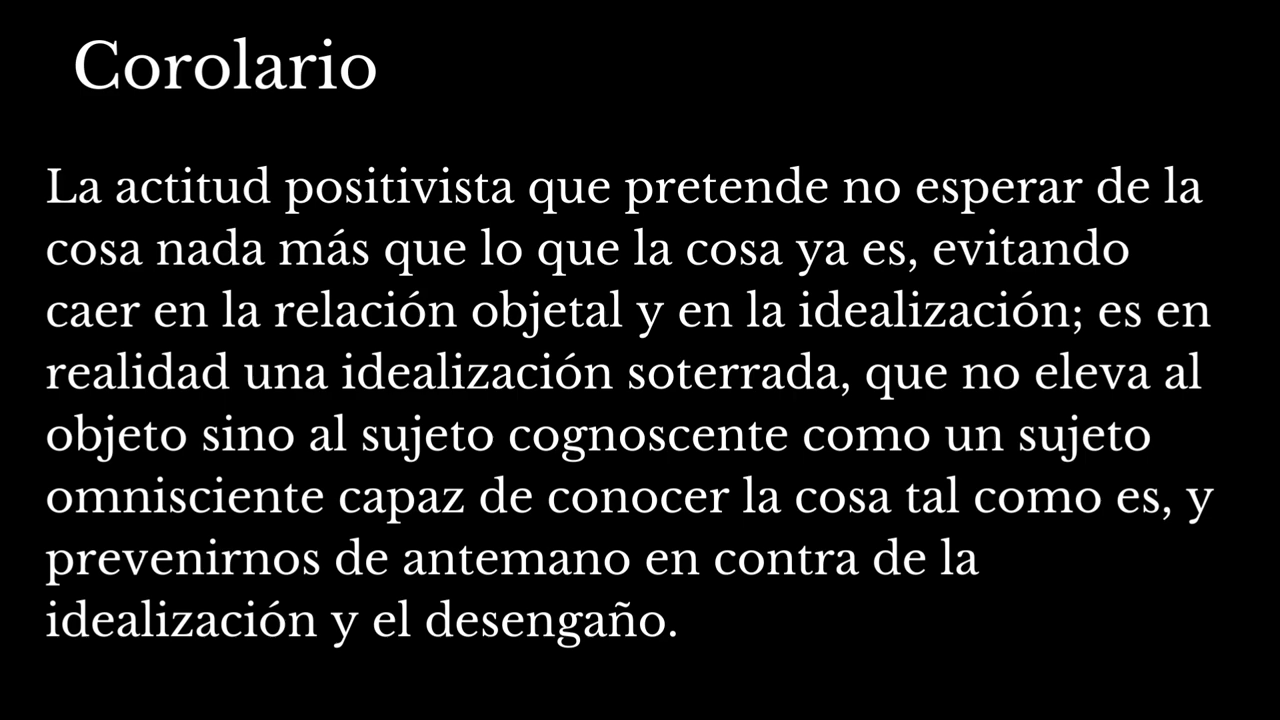 Corolario
La actitud positivista que pretende no esperar de la
cosa nada más que lo que la cosa ya es, evitando
caer en la relación objetal y en la idealización; es en
realidad una idealización soterrada, que no eleva al
objeto sino al sujeto cognoscente como un sujeto
omnisciente capaz de conocer la cosa tal como es, y
prevenirnos de antemano en contra de la
idealización y el desengaño.